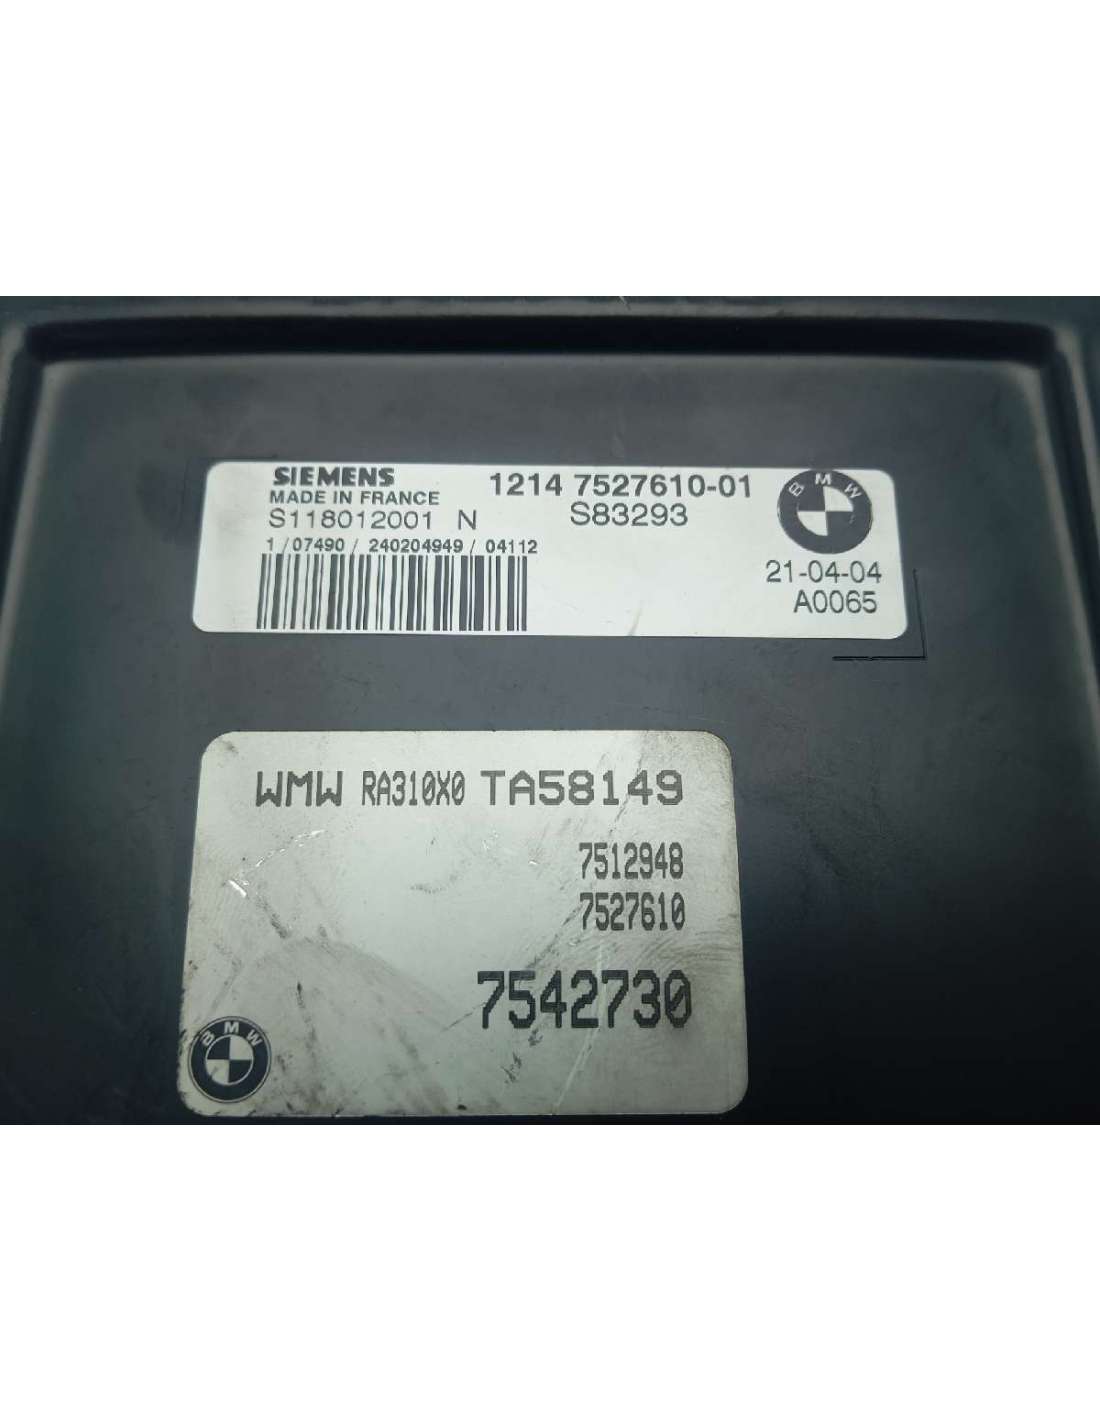 SIEMENS
MADE IN FRANCE
S118012001 N
1 / 07490 / 240204949 / 04112
1214 7527610-01
S83293
BMW
21-04-04
A0065
WMW RA310X0 TA58149
7512948
7527610
7542730
BMW